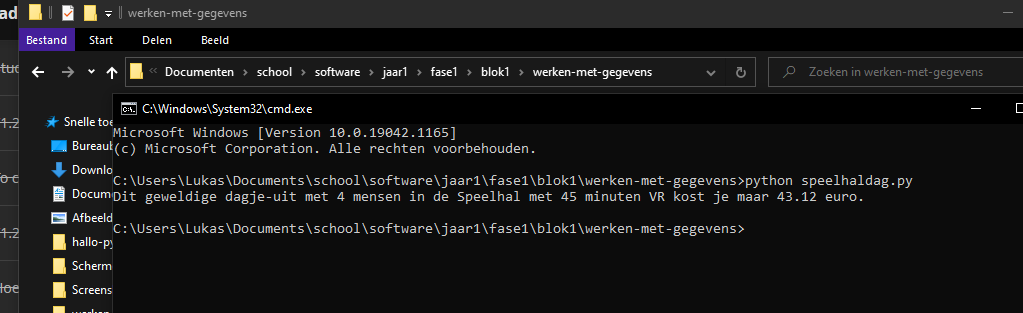 ad
werken-met-gegevens
Bestand Start Delen Beeld
Documenten school software jaar1 fase1 blok1 werken-met-gegevens
Zoeken in werken-met-gegevens
C:\Windows\System32\cmd.exe
Snelle toe
Microsoft Windows [Version 10.0.19042.1165]
Bureaub
(c) Microsoft Corporation. Alle rechten voorbehouden.
Downlo
C:\Users\Lukas\Documents\school\software\jaar1\fase1\blok1\werken-met-gegevens>python speelhaldag.py
Docume
Dit geweldige dagje-uit met 4 mensen in de Speelhal met 45 minuten VR kost je maar 43.12 euro.
Afbeeld
C:\Users\Lukas\Documents\school\software\jaar1\fase1\blok1\werken-met-gegevens>
hallo-py
Scherm
Screens